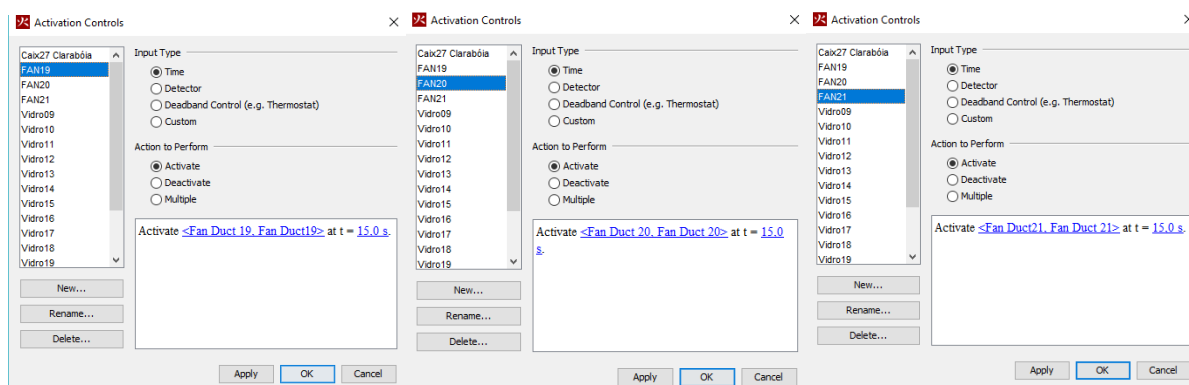 Activation Controls
Caix27 Clarabóia
FAN19
FAN20
FAN21
Vidro09
Vidro10
Vidro11
Vidro12
Vidro13
Vidro14
Vidro15
Vidro16
Vidro17
Vidro18
Vidro19
New...
Rename...
Delete...
Input Type
Time
Detector
Deadband Control (e.g. Thermostat)
Custom
Action to Perform
Activate
Deactivate
Multiple
Activate <Fan Duct 19, Fan Duct19> at t = 15,0 s.
Apply
OK
Cancel
Activation Controls
Caix27 Clarabóia
FAN19
FAN20
FAN21
Vidro09
Vidro10
Vidro11
Vidro12
Vidro13
Vidro14
Vidro15
Vidro16
Vidro17
Vidro18
Vidro19
New...
Rename...
Delete...
Input Type
Time
Detector
Deadband Control (e.g. Thermostat)
Custom
Action to Perform
Activate
Deactivate
Multiple
Activate <Fan Duct 20, Fan Duct 20> at t = 15,0
s.
Apply
OK
Cancel
Activation Controls
Caix27 Clarabóia
FAN19
FAN20
FAN21
Vidro09
Vidro10
Vidro11
Vidro12
Vidro13
Vidro14
Vidro15
Vidro16
Vidro17
Vidro18
Vidro19
New...
Rename...
Delete...
Input Type
Time
Detector
Deadband Control (e.g. Thermostat)
Custom
Action to Perform
Activate
Deactivate
Multiple
Activate <Fan Duct21, Fan Duct 21> at t = 15,0 s.
Apply
OK
Cancel